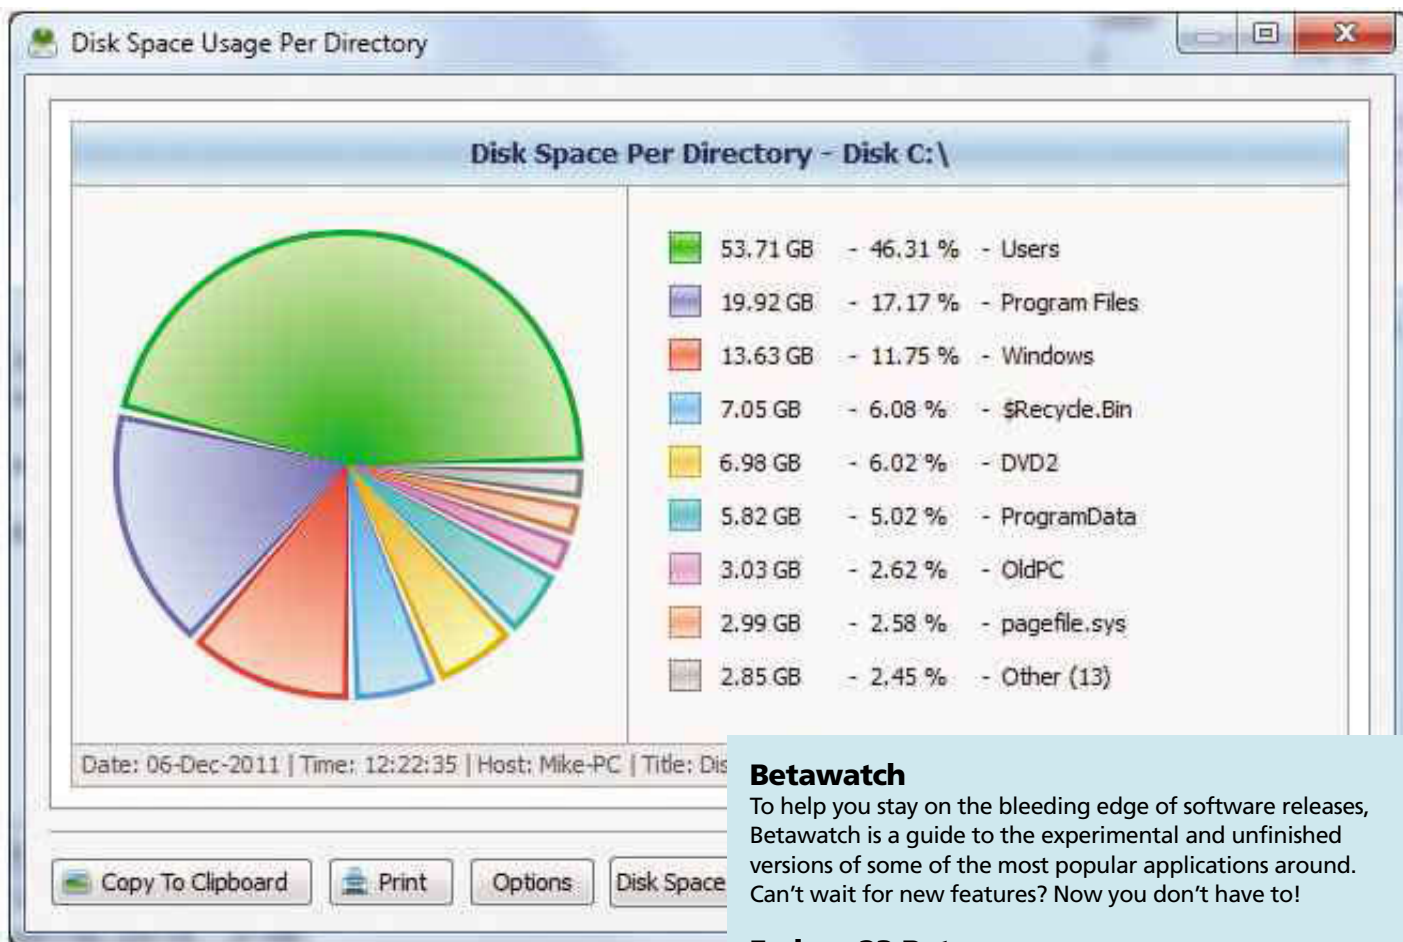 Disk Space Usage Per Directory
Disk Space Per Directory - Disk C:\
53.71 GB - 46.31 % - Users
19.92 GB - 17.17 % - Program Files
13.63 GB - 11.75 % - Windows
7.05 GB - 6.08 % - $Recycle.Bin
6.98 GB - 6.02 % - DVD2
5.82 GB - 5.02 % - ProgramData
3.03 GB - 2.62 % - OldPC
2.99 GB - 2.58 % - pagefile.sys
2.85 GB - 2.45 % - Other (13)
Date: 06-Dec-2011 | Time: 12:22:35 | Host: Mike-PC | Title: Dis
Copy To Clipboard
Print
Options
Disk Space
Betawatch
To help you stay on the bleeding edge of software releases,
Betawatch is a guide to the experimental and unfinished
versions of some of the most popular applications around.
Can’t wait for new features? Now you don’t have to!